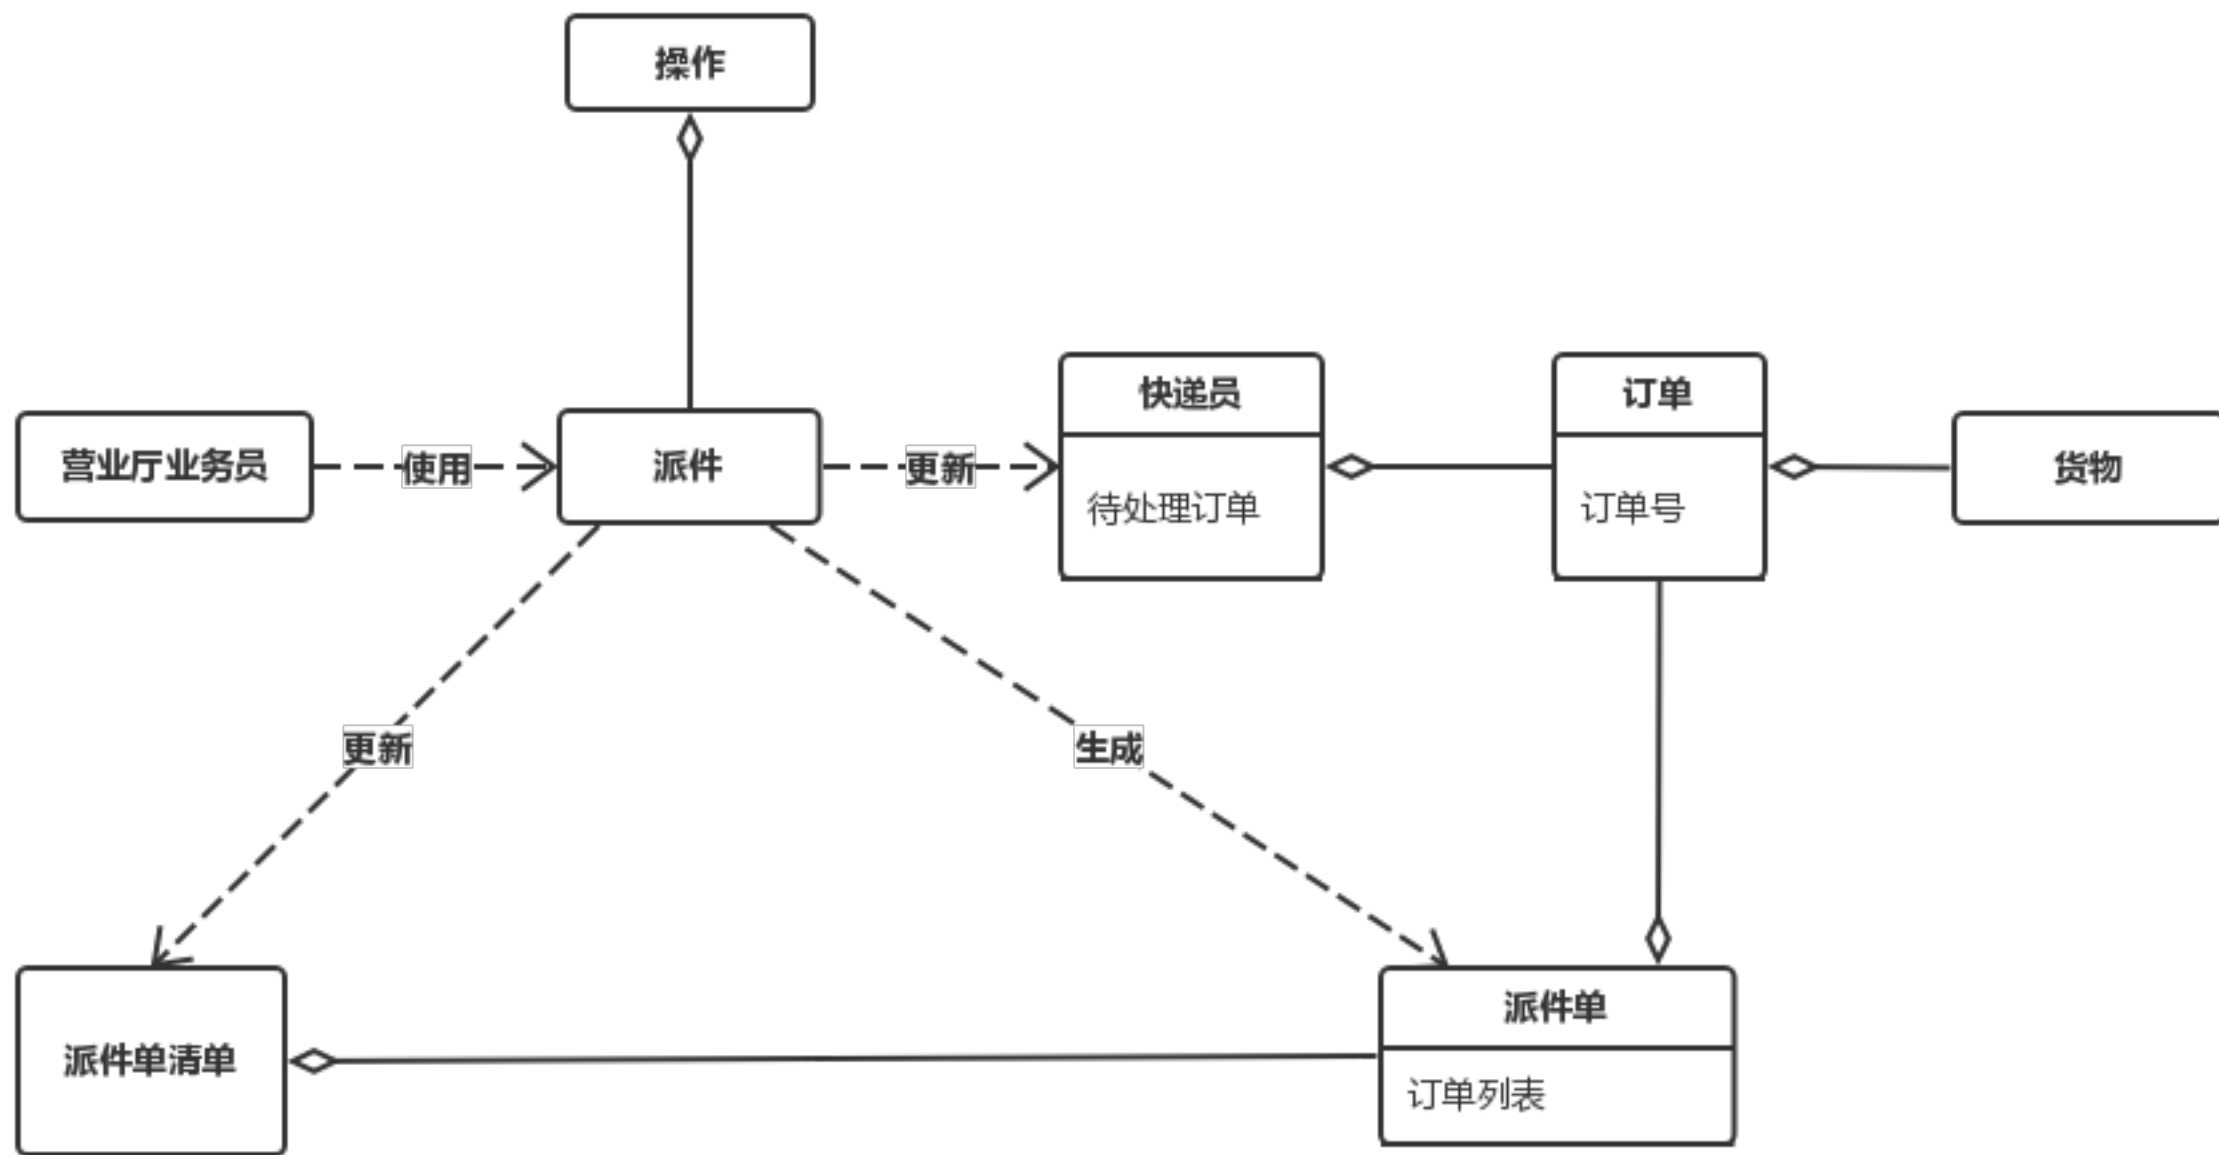 操作
营业厅业务员
使用
派件
更新
快递员
待处理订单
订单
订单号
货物
更新
生成
派件单清单
派件单
订单列表